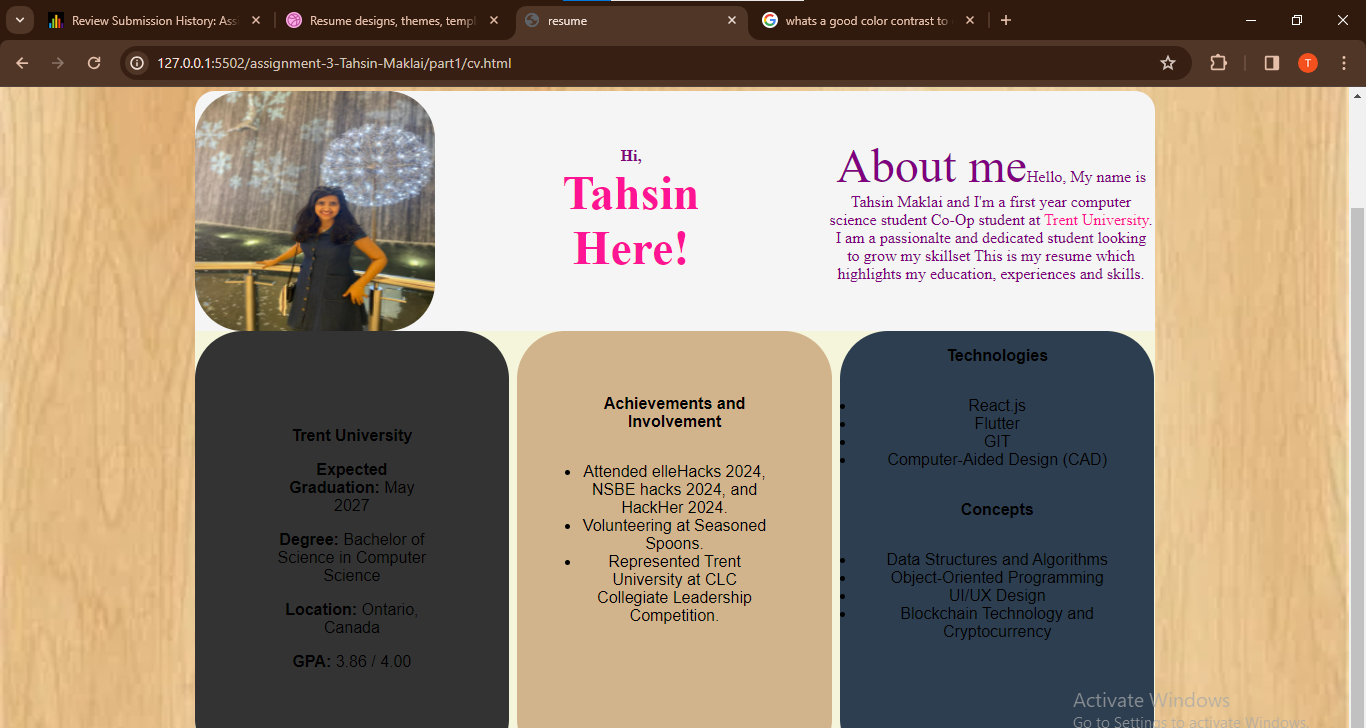 Review Submission History: Ass
Resume designs, themes, templ
resume
whats a good color contrast to
127.0.0.1:5502/assignment-3-Tahsin-Maklai/part1/cv.html
T
Hi,
Tahsin
Here!
About me Hello, My name is
Tahsin Maklai and I'm a first year computer
science student Co-Op student at Trent University.
I am a passionalte and dedicated student looking
to grow my skillset This is my resume which
highlights my education, experiences and skills.
Trent University
Expected
Graduation: May
2027
Degree: Bachelor of
Science in Computer
Science
Location: Ontario,
Canada
GPA: 3.86 / 4.00
Achievements and
Involvement
• Attended elleHacks 2024,
NSBE hacks 2024, and
HackHer 2024.
• Volunteering at Seasoned
Spoons.
• Represented Trent
University at CLC
Collegiate Leadership
Competition.
Technologies
• React.js
• Flutter
• GIT
• Computer-Aided Design (CAD)
Concepts
• Data Structures and Algorithms
• Object-Oriented Programming
• UI/UX Design
• Blockchain Technology and
Cryptocurrency
Activate Windows
Go to Settings to activate Windows.